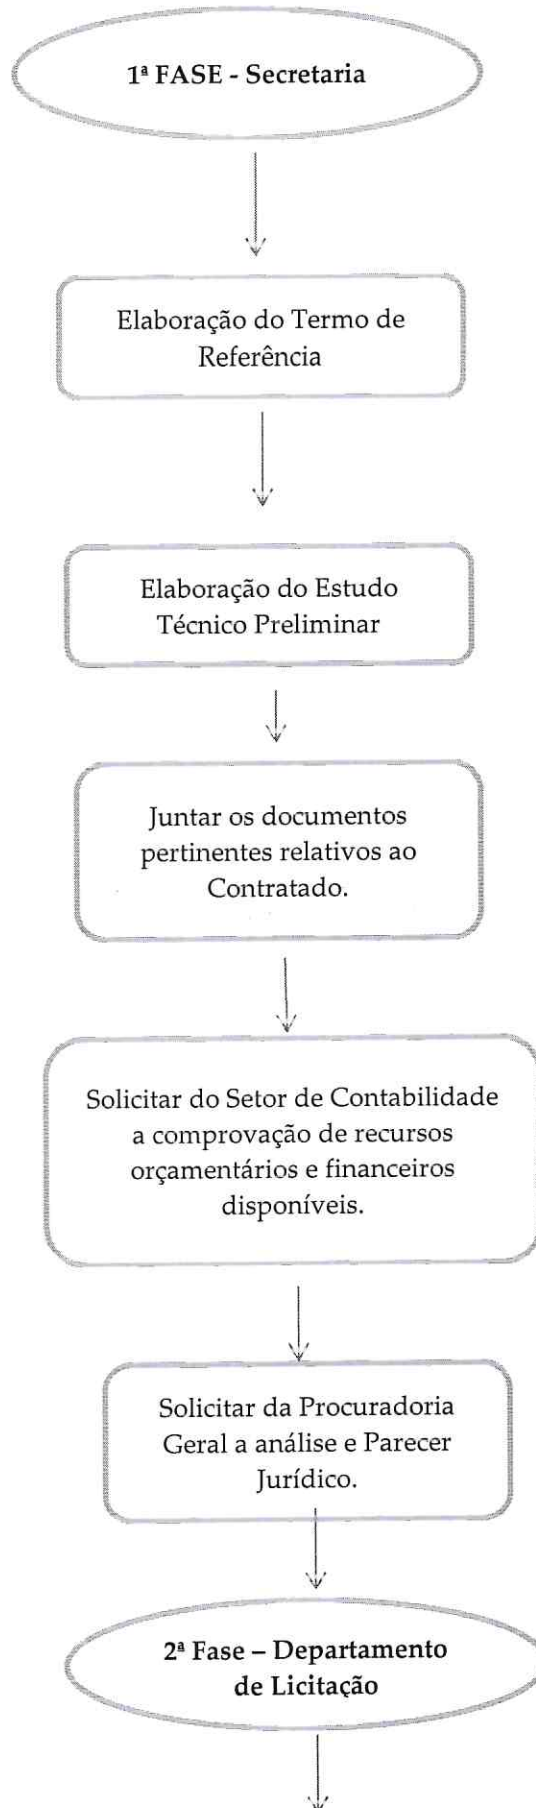 1ª FASE - Secretaria
Elaboração do Termo de
Referência
Elaboração do Estudo
Técnico Preliminar
Juntar os documentos
pertinentes relativos ao
Contratado.
Solicitar do Setor de Contabilidade
a comprovação de recursos
orçamentários e financeiros
disponíveis.
Solicitar da Procuradoria
Geral a análise e Parecer
Jurídico.
2ª Fase – Departamento
de Licitação